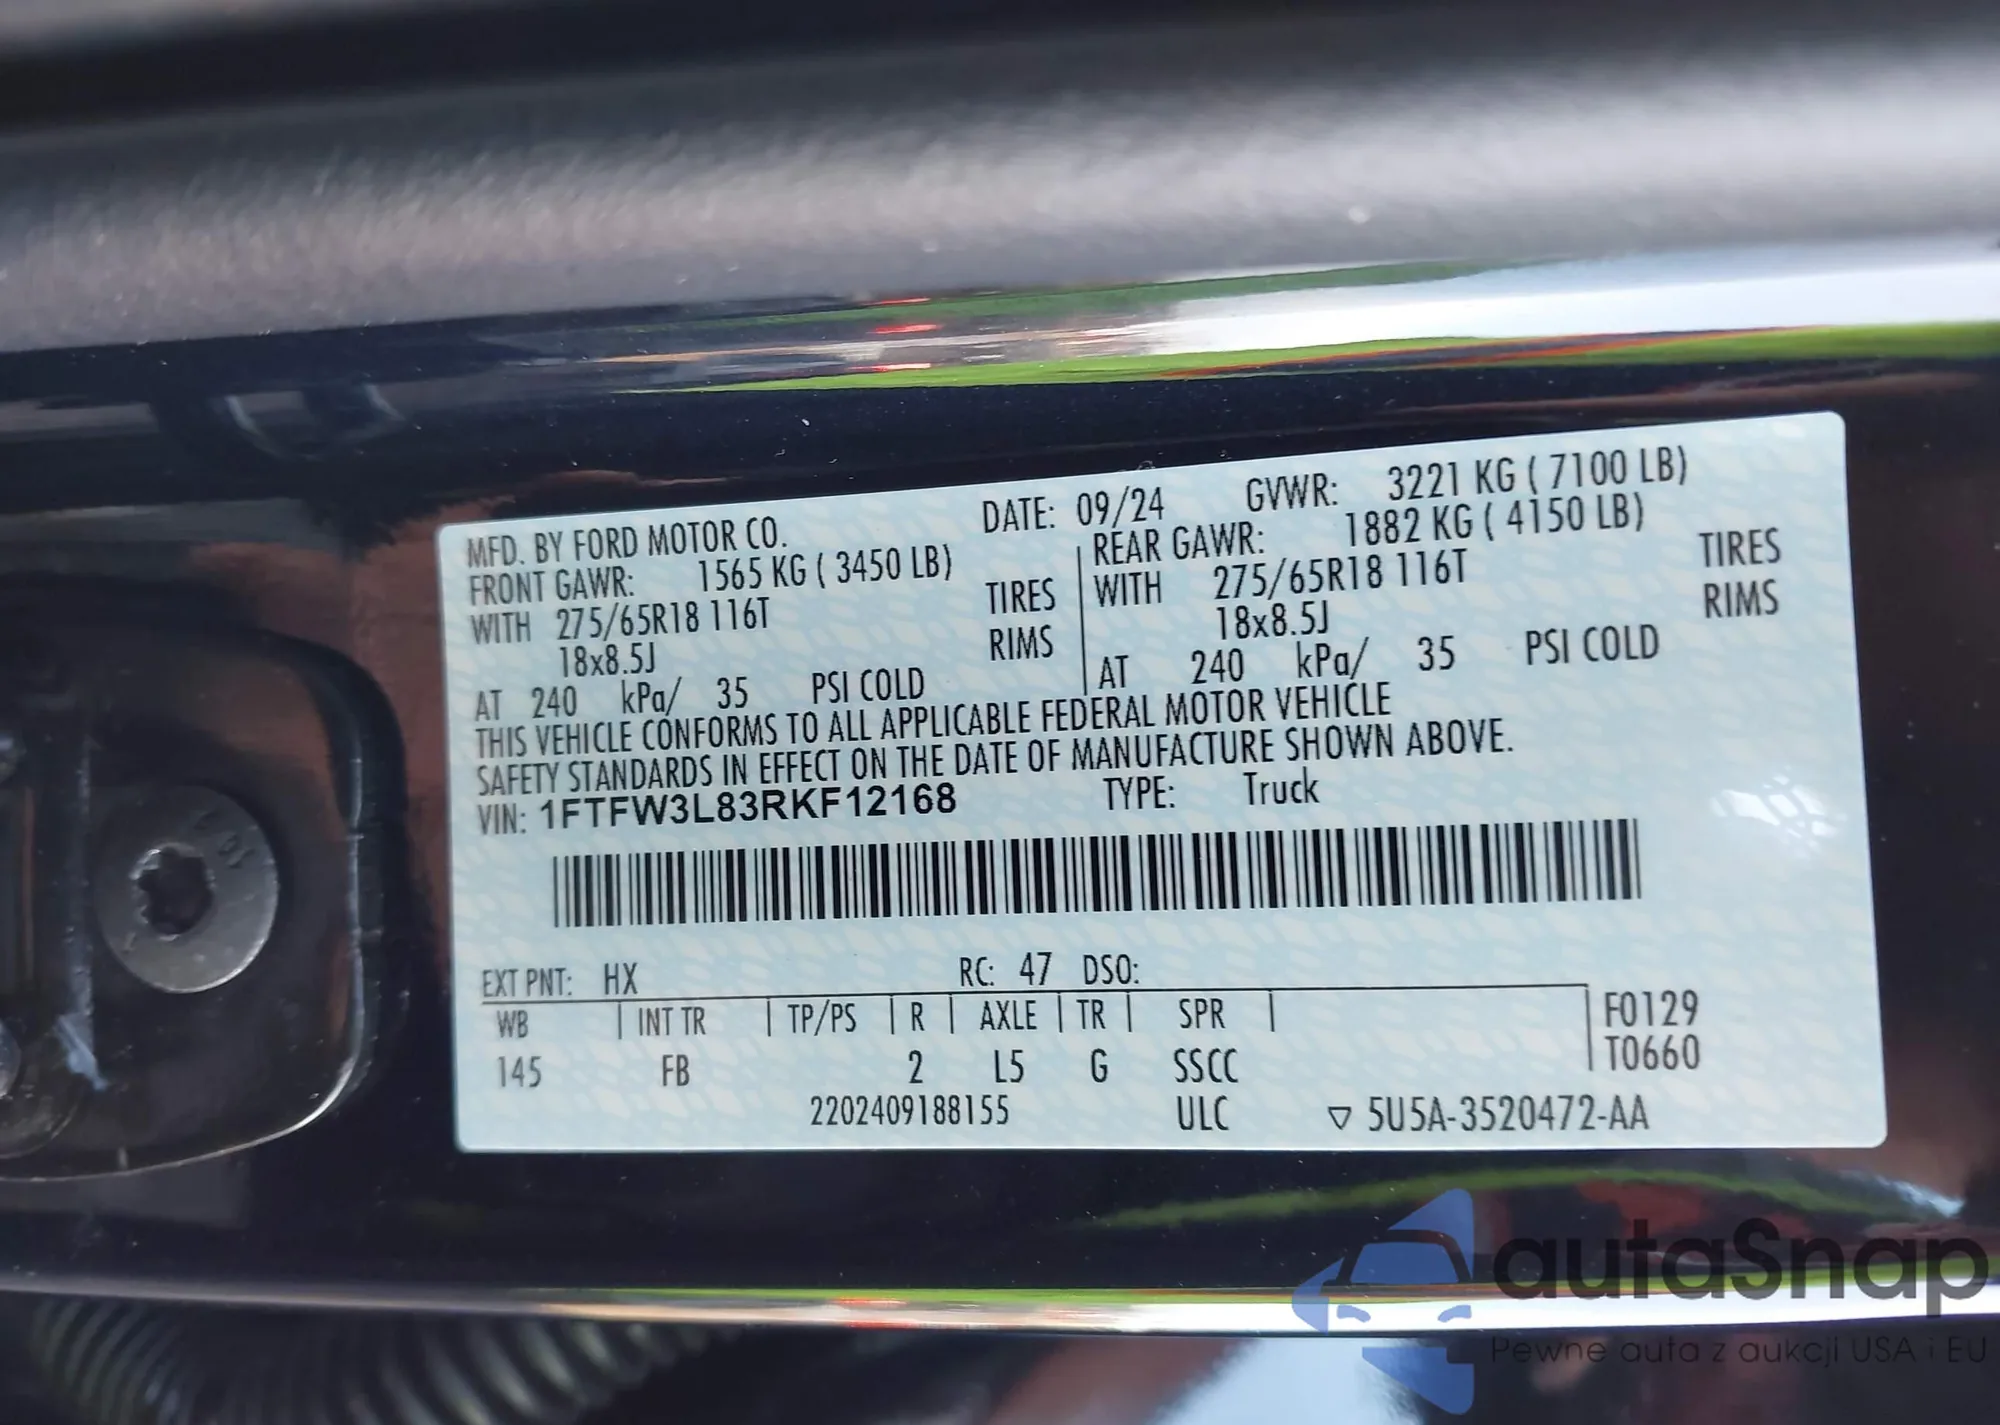 MFD. BY FORD MOTOR CO. DATE: 09/24 GVWR: 3221 KG ( 7100 LB)
FRONT GAWR: 1565 KG ( 3450 LB) REAR GAWR: 1882 KG ( 4150 LB)
WITH 275/65R18 116T TIRES WITH 275/65R18 116T TIRES
18x8.5J RIMS 18x8.5J RIMS
AT 240 kPa/ 35 PSI COLD AT 240 kPa/ 35 PSI COLD
THIS VEHICLE CONFORMS TO ALL APPLICABLE FEDERAL MOTOR VEHICLE
SAFETY STANDARDS IN EFFECT ON THE DATE OF MANUFACTURE SHOWN ABOVE.
VIN: 1FTFW3L83RKF12168 TYPE: Truck
EXT PNT: HX RC: 47 DSO:
WB INT TR TP/PS R AXLE TR SPR F0129
145 FB 2 L5 G SSCC T0660
2202409188155 ULC ▽ 5U5A-3520472-AA
autaSnap
Pewne auta z aukcji USA i EU